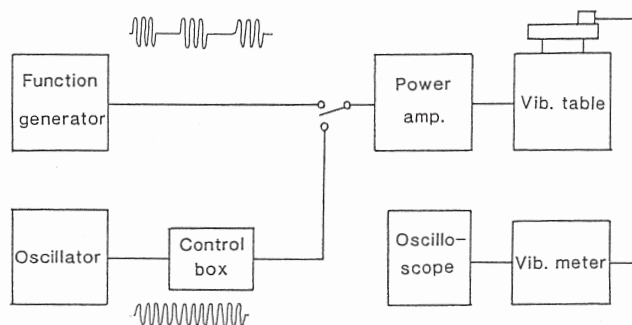 Function
generator
Power
amp.
Vib. table
Oscillator
Control
box
Oscillo-
scope
Vib. meter